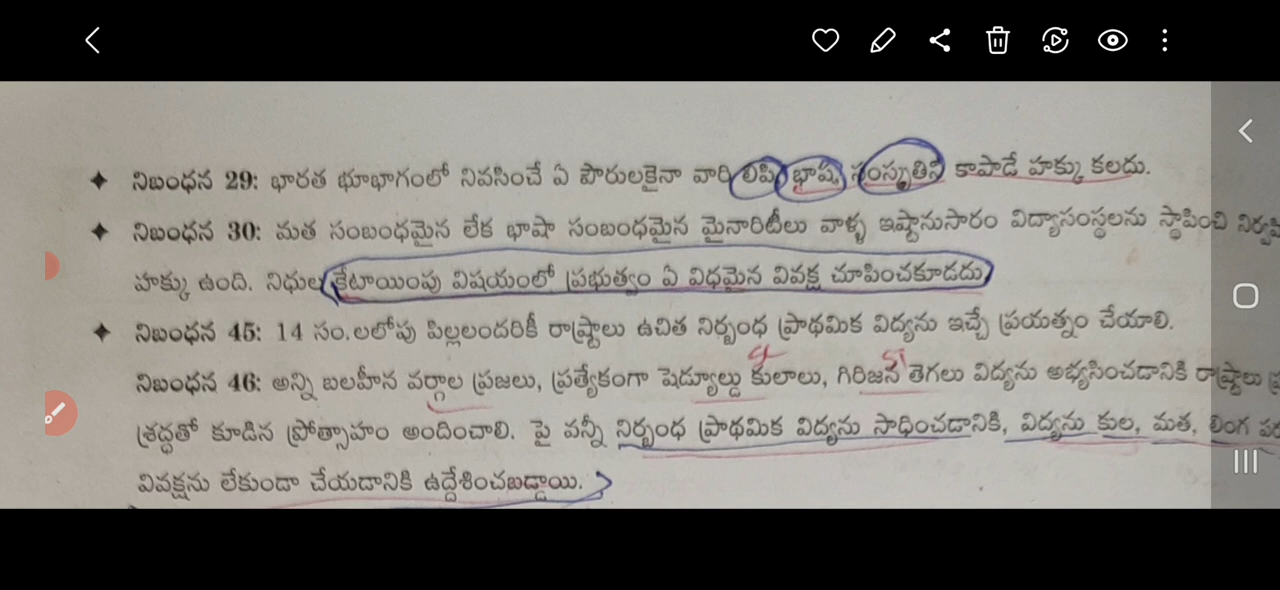 ✦ నిబంధన 29: భారత భూభాగంలో నివసించే ఏ పౌరులకైనా వారి లిపి, భాష, సంస్కృతిని కాపాడే హక్కు కలదు.
✦ నిబంధన 30: మత సంబంధమైన లేక భాషా సంబంధమైన మైనారిటీలు వాళ్ళ ఇష్టానుసారం విద్యాసంస్థలను స్థాపించి
హక్కు ఉంది. నిధుల కేటాయింపు విషయంలో ప్రభుత్వం ఏ విధమైన వివక్ష చూపించకూడదు.
✦ నిబంధన 45: 14 సం.లలోపు పిల్లలందరికీ రాష్ట్రాలు ఉచిత నిర్బంధ ప్రాథమిక విద్యను ఇచ్చే ప్రయత్నం చేయాలి.
నిబంధన 46: అన్ని బలహీన వర్గాల ప్రజలు, ప్రత్యేకంగా షెడ్యూల్డు కులాలు, గిరిజన తెగలు విద్యను అభ్యసించడానికి రాష్ట్రాలు
శ్రద్ధతో కూడిన ప్రోత్సాహం అందించాలి. పై వన్నీ నిర్బంధ ప్రాథమిక విద్యను సాధించడానికి, విద్యను కుల, మత, లింగ
వివక్షను లేకుండా చేయడానికి ఉద్దేశించబడ్డాయి.